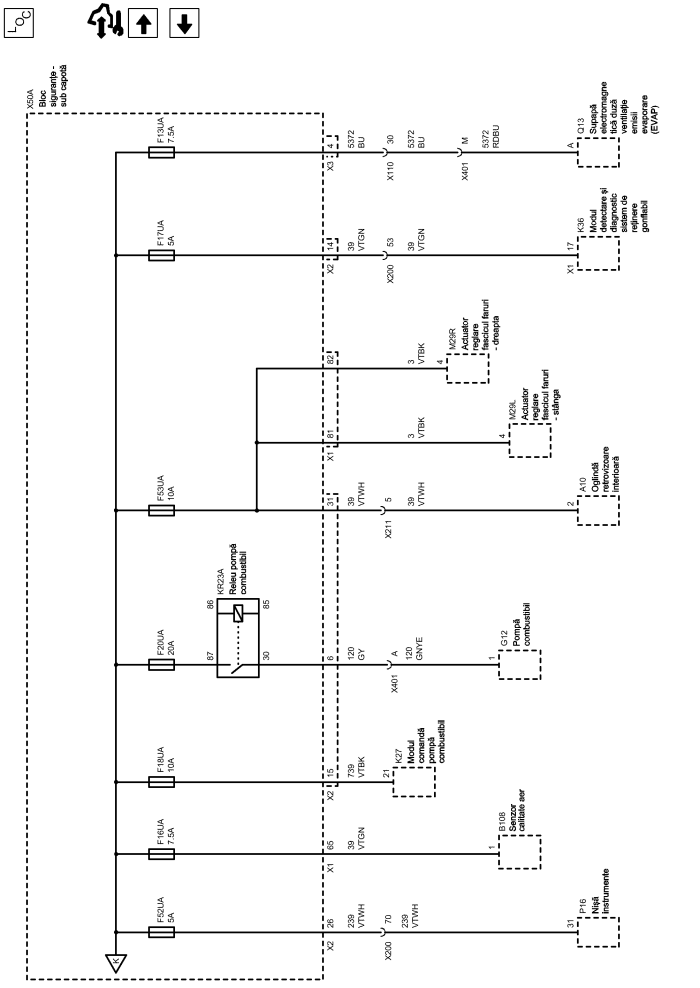 LOC
X50A
Bloc
siguranțe -
sub capotă
K
F52UA
5A
26
X2
239
VTWH
70
X200
239
VTWH
31
P16
Nișă
instrumente
F16UA
7.5A
65
X1
39
VTGN
1
B108
Senzor
calitate aer
F18UA
10A
15
X2
739
VTBK
21
K27
Modul
comandă
pompă
combustibil
F20UA
20A
KR23A
Releu pompă
combustibil
87
86
30
85
6
120
GY
A
X401
120
GNYE
1
G12
Pompă
combustibil
F53UA
10A
31
39
VTWH
5
X211
39
VTWH
2
A10
Oglindă
retrovizoare
interioară
81
X1
3
VTBK
4
M29L
Actuator
reglare
fascicul faruri
- stânga
82
3
VTBK
4
M29R
Actuator
reglare
fascicul faruri
- dreapta
F17UA
5A
14
X2
39
VTGN
53
X200
39
VTGN
17
X1
K36
Modul
detectare și
diagnostic
sistem de
reținere
gonflabil
F13UA
7.5A
4
X3
5372
BU
30
X110
5372
BU
M
X401
5372
RDBU
A
Q13
Supapă
electromagne
tică duză
ventilație
emisii
evaporare
(EVAP)